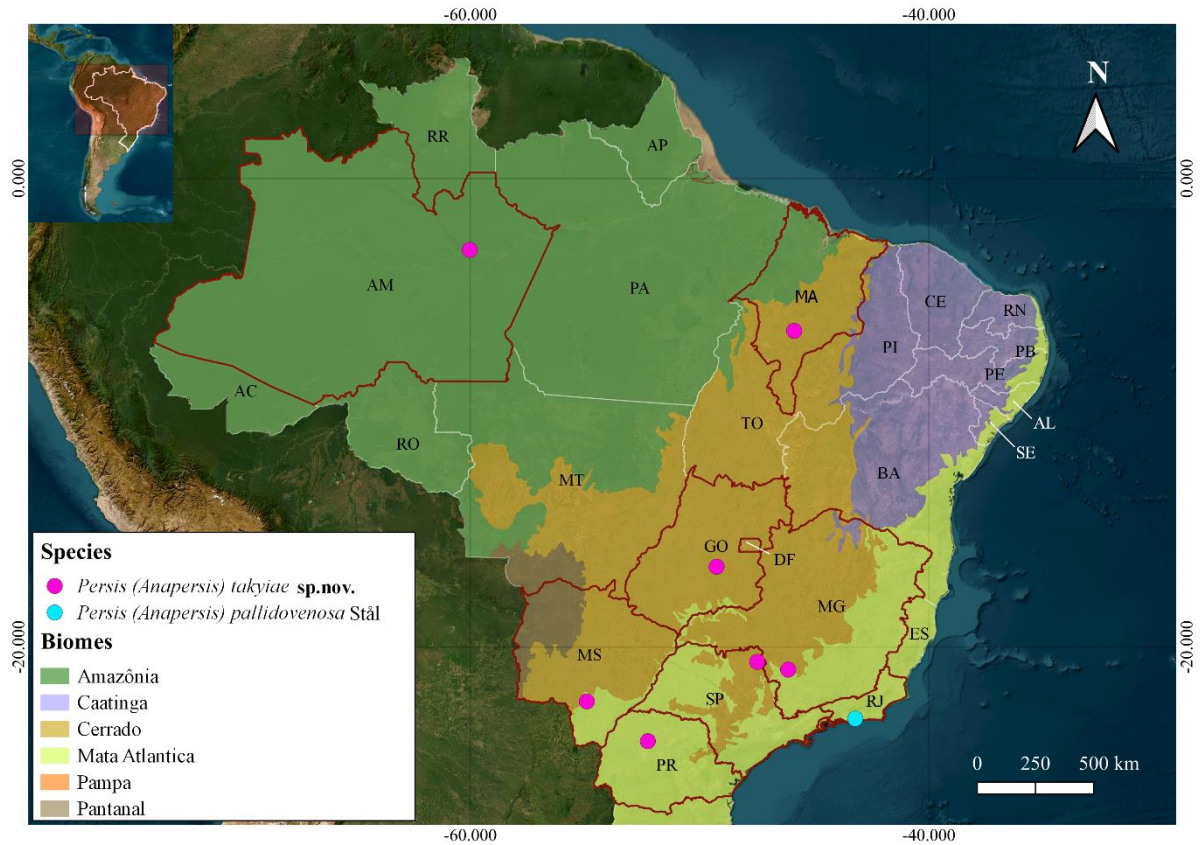 -60.000
-40.000
N
RR
AP
0.000
0.000
AM
PA
MA
CE
RN
PI
PB
PE
AC
TO
AL
RO
SE
BA
MT
Species
Persis (Anapersis) takyiae sp.nov.
Persis (Anapersis) pallidovenosa Stål
Biomes
Amazônia
Caatinga
Cerrado
Mata Atlantica
Pampa
Pantanal
GO
DF
MG
ES
-20.000
-20.000
MS
SP
RJ
PR
0 250 500 km
-60.000
-40.000